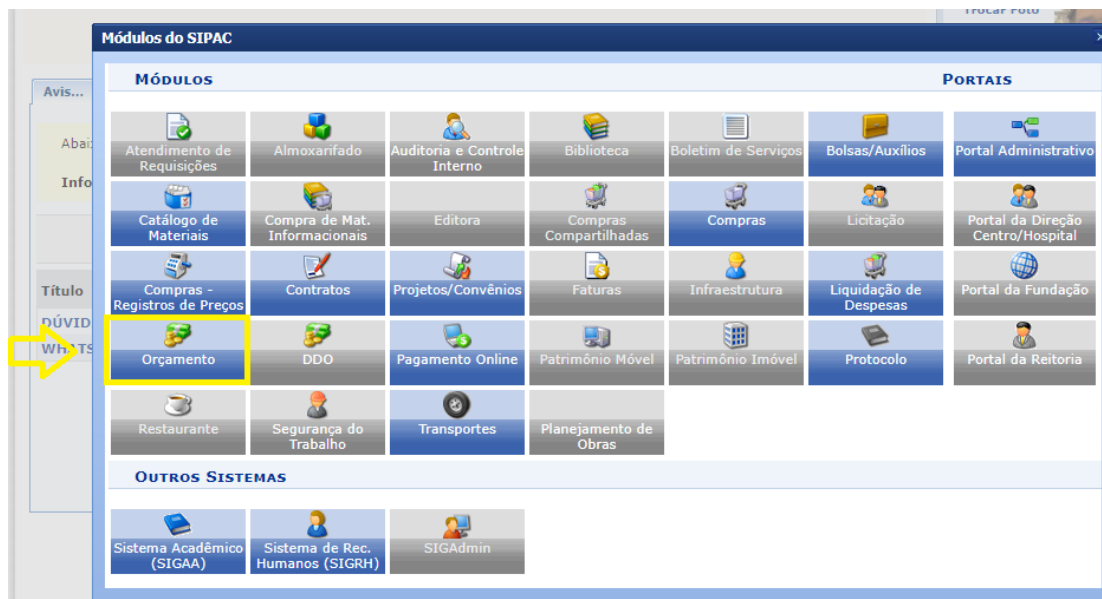 Trocar Foto
Módulos do SIPAC
MÓDULOS
PORTAIS
Avis...
Abai
Info
Título
DÚVID
WHATS
Atendimento de
Requisições
Almoxarifado
Auditoria e Controle
Interno
Biblioteca
Boletim de Serviços
Bolsas/Auxílios
Portal Administrativo
Catálogo de
Materiais
Compra de Mat.
Informacionais
Editora
Compras
Compartilhadas
Compras
Licitação
Portal da Direção
Centro/Hospital
Compras -
Registros de Preços
Contratos
Projetos/Convênios
Faturas
Infraestrutura
Liquidação de
Despesas
Portal da Fundação
Orçamento
DDO
Pagamento Online
Patrimônio Móvel
Patrimônio Imóvel
Protocolo
Portal da Reitoria
Restaurante
Segurança do
Trabalho
Transportes
Planejamento de
Obras
OUTROS SISTEMAS
Sistema Acadêmico
(SIGAA)
Sistema de Rec.
Humanos (SIGRH)
SIGAdmin